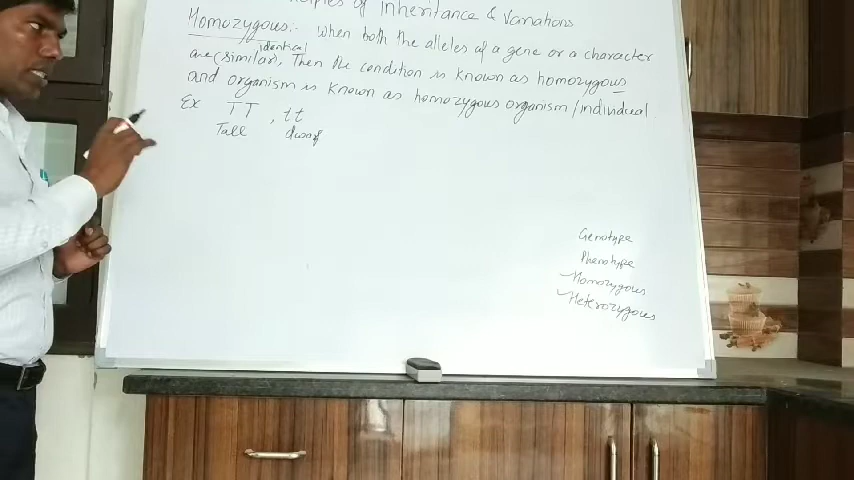 nciples of Inheritance & Variations
Homozygous:- When both the alleles of a gene or a character
identical
are (similar), Then the condition is known as homozygous
and organism is known as homozygous organism / individual.
Ex TT , tt
Tall dwarf
Genotype
Phenotype
Homozygous
Heterozygous